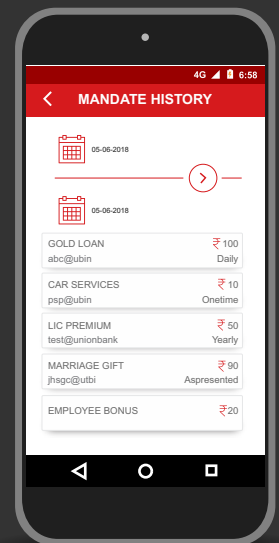 4G 6:58
MANDATE HISTORY
05-06-2018
05-06-2018
GOLD LOAN ₹ 100
abc@ubin Daily
CAR SERVICES ₹ 10
psp@ubin Onetime
LIC PREMIUM ₹ 50
test@unionbank Yearly
MARRIAGE GIFT ₹ 90
jhsgc@utbi Aspresented
EMPLOYEE BONUS ₹20